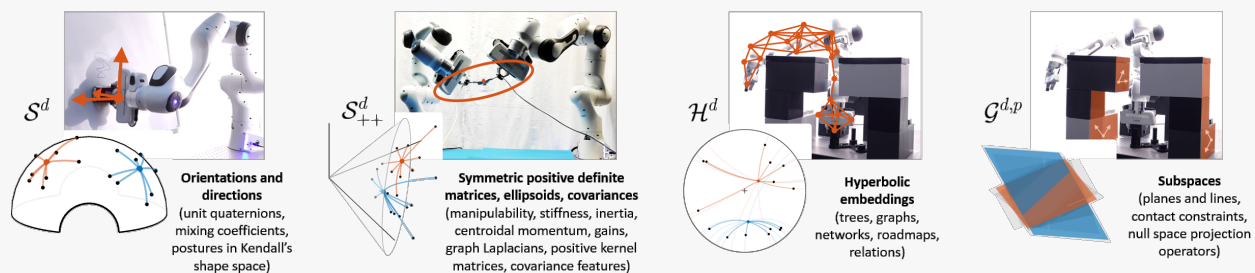 𝒮^d
Orientations and
directions
(unit quaternions,
mixing coefficients,
postures in Kendall's
shape space)
𝒮^d_++
Symmetric positive definite
matrices, ellipsoids, covariances
(manipulability, stiffness, inertia,
centroidal momentum, gains,
graph Laplacians, positive kernel
matrices, covariance features)
ℋ^d
Hyperbolic
embeddings
(trees, graphs,
networks, roadmaps,
relations)
𝒢^{d,p}
Subspaces
(planes and lines,
contact constraints,
null space projection
operators)